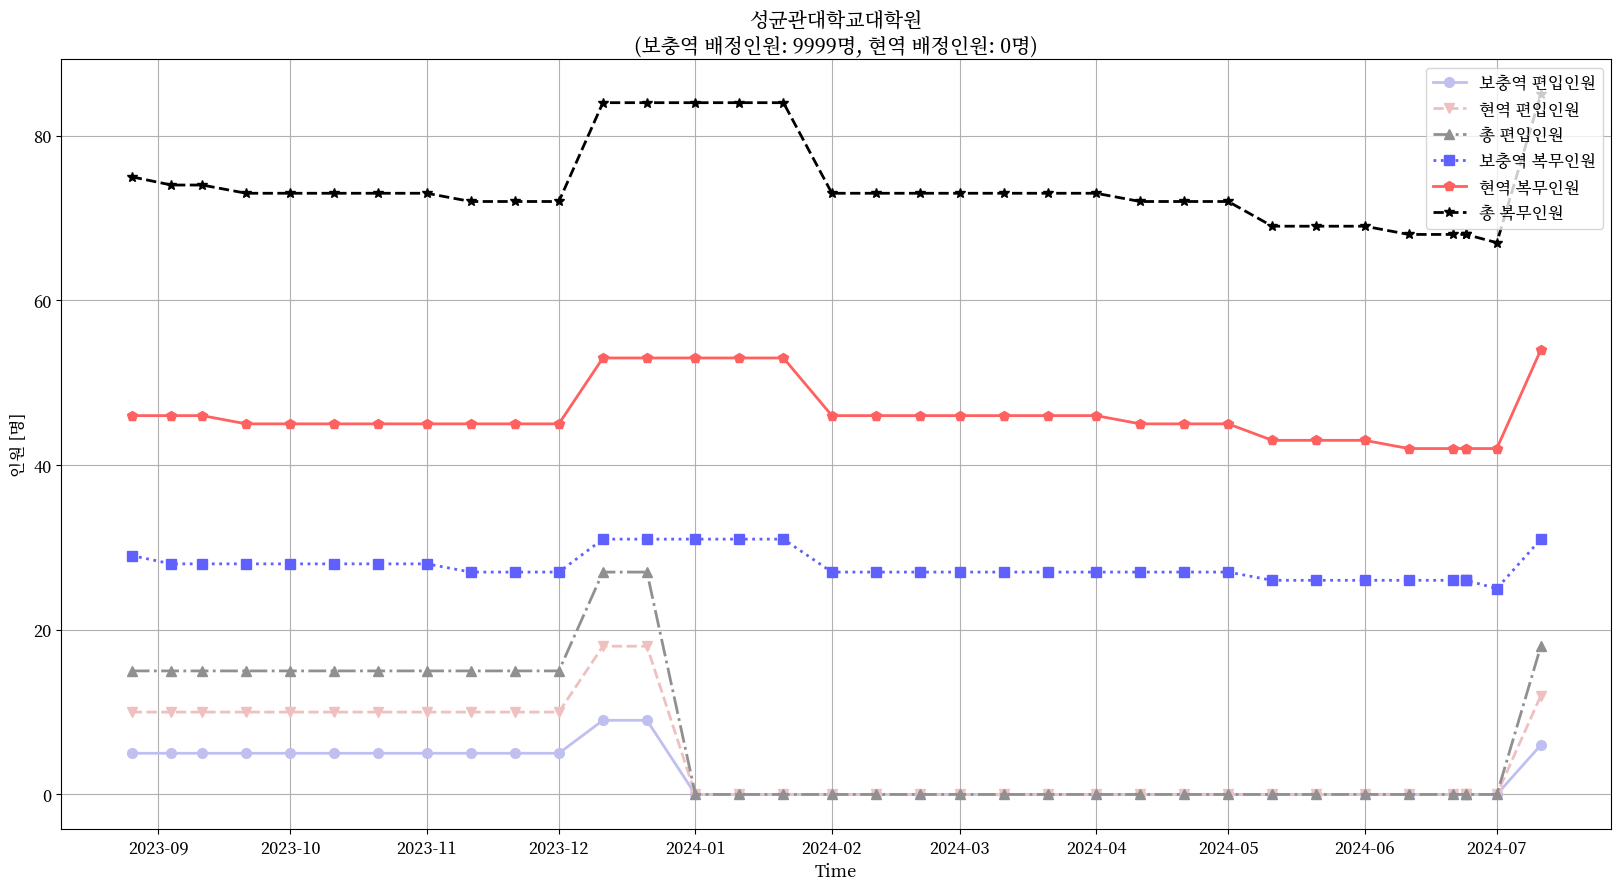 성균관대학교대학원
(보충역 배정인원: 9999명, 현역 배정인원: 0명)
보충역 편입인원
현역 편입인원
총 편입인원
보충역 복무인원
현역 복무인원
총 복무인원
80
60
40
20
0
인원 [명]
2023-09
2023-10
2023-11
2023-12
2024-01
2024-02
2024-03
2024-04
2024-05
2024-06
2024-07
Time